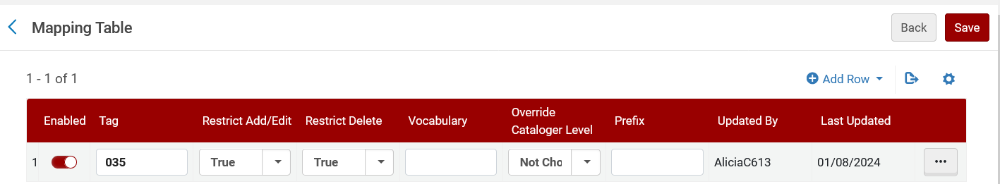 Mapping Table
Back
Save
1 - 1 of 1
Add Row
Enabled Tag Restrict Add/Edit Restrict Delete Vocabulary Override Cataloger Level Prefix Updated By Last Updated
1 035 True True Not Cho AliciaC613 01/08/2024 ...